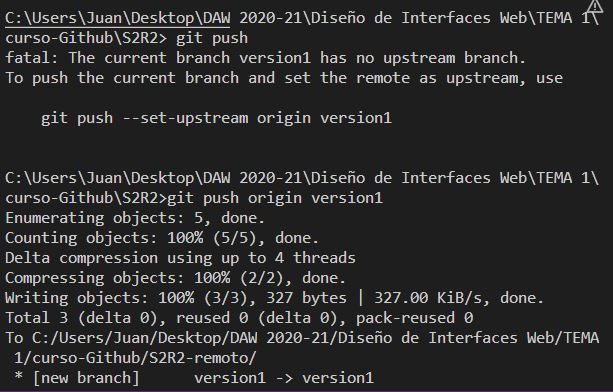 C:\Users\Juan\Desktop\DAW 2020-21\Diseño de Interfaces Web\TEMA 1\
curso-Github\S2R2> git push
fatal: The current branch version1 has no upstream branch.
To push the current branch and set the remote as upstream, use
git push --set-upstream origin version1
C:\Users\Juan\Desktop\DAW 2020-21\Diseño de Interfaces Web\TEMA 1\
curso-Github\S2R2>git push origin version1
Enumerating objects: 5, done.
Counting objects: 100% (5/5), done.
Delta compression using up to 4 threads
Compressing objects: 100% (2/2), done.
Writing objects: 100% (3/3), 327 bytes | 327.00 KiB/s, done.
Total 3 (delta 0), reused 0 (delta 0), pack-reused 0
To C:/Users/Juan/Desktop/DAW 2020-21/Diseño de Interfaces Web/TEMA
1/curso-Github/S2R2-remoto/
* [new branch]      version1 -> version1